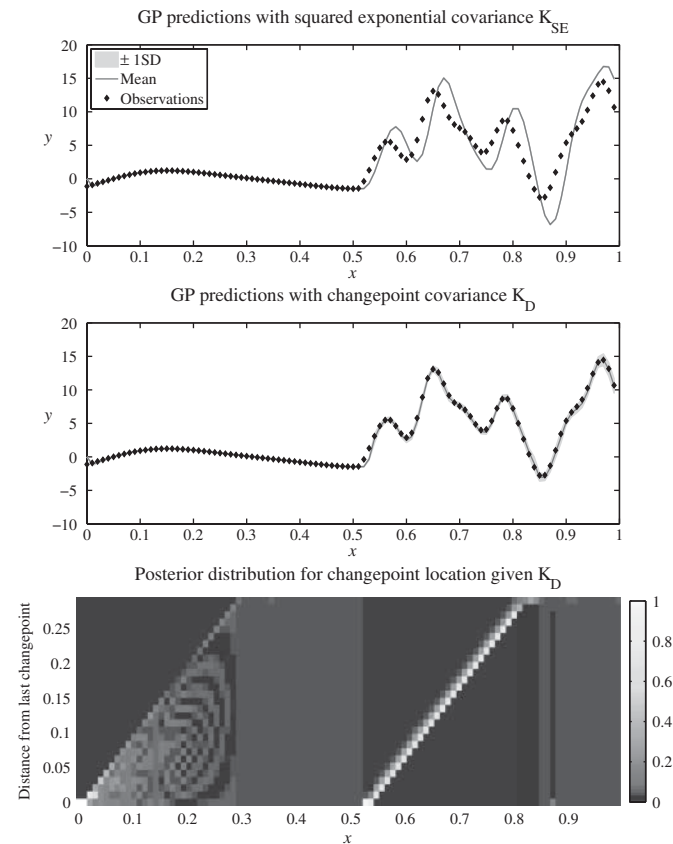 GP predictions with squared exponential covariance K_SE
20
15
10
5
0
−5
−10
y
± 1SD
Mean
Observations
0 0.1 0.2 0.3 0.4 0.5 0.6 0.7 0.8 0.9 1
x
GP predictions with changepoint covariance K_D
20
15
10
5
0
−5
−10
y
0 0.1 0.2 0.3 0.4 0.5 0.6 0.7 0.8 0.9 1
x
Posterior distribution for changepoint location given K_D
Distance from last changepoint
0.25
0.2
0.15
0.1
0.05
0
1
0.8
0.6
0.4
0.2
0
0 0.1 0.2 0.3 0.4 0.5 0.6 0.7 0.8 0.9
x